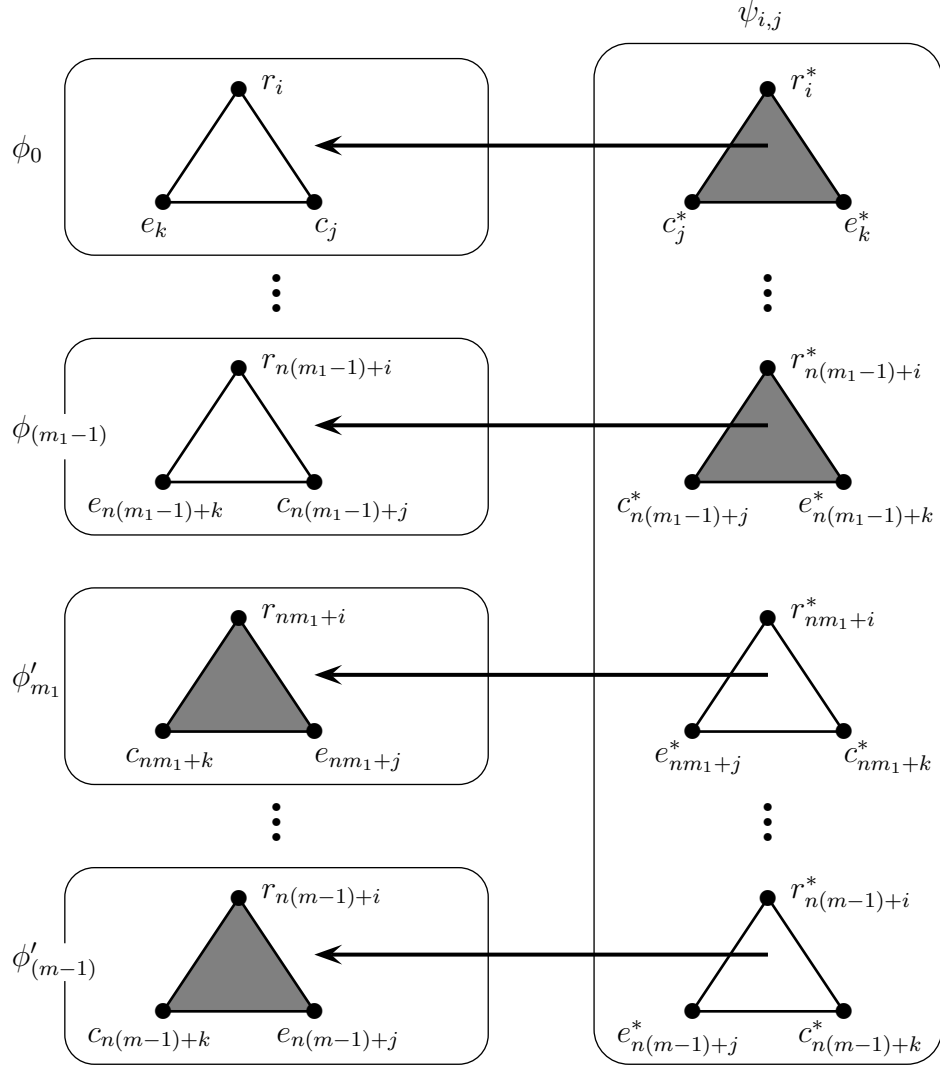 ψ_{i,j}
r_i r_i^*
ϕ_0
e_k c_j c_j^* e_k^*
⋮ ⋮
r_{n(m_1−1)+i} r^*_{n(m_1−1)+i}
ϕ_{(m_1−1)}
e_{n(m_1−1)+k} c_{n(m_1−1)+j} c^*_{n(m_1−1)+j} e^*_{n(m_1−1)+k}
r_{nm_1+i} r^*_{nm_1+i}
ϕ'_{m_1}
c_{nm_1+k} e_{nm_1+j} e^*_{nm_1+j} c^*_{nm_1+k}
⋮ ⋮
r_{n(m−1)+i} r^*_{n(m−1)+i}
ϕ'_{(m−1)}
c_{n(m−1)+k} e_{n(m−1)+j} e^*_{n(m−1)+j} c^*_{n(m−1)+k}